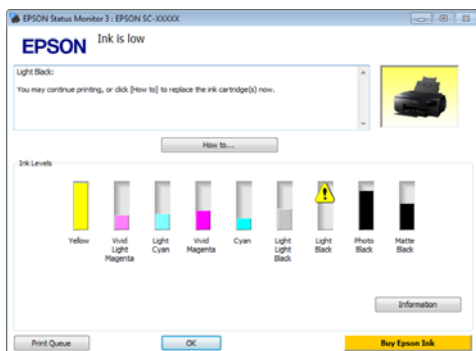 EPSON Status Monitor 3 : EPSON SC-XXXXX
EPSON
Ink is low
Light Black:
You may continue printing, or click [How to] to replace the ink cartridge(s) now.
How to...
Ink Levels
Yellow
Vivid
Light
Magenta
Light
Cyan
Vivid
Magenta
Cyan
Light
Light
Black
Light
Black
Photo
Black
Matte
Black
Information
Print Queue
OK
Buy Epson Ink